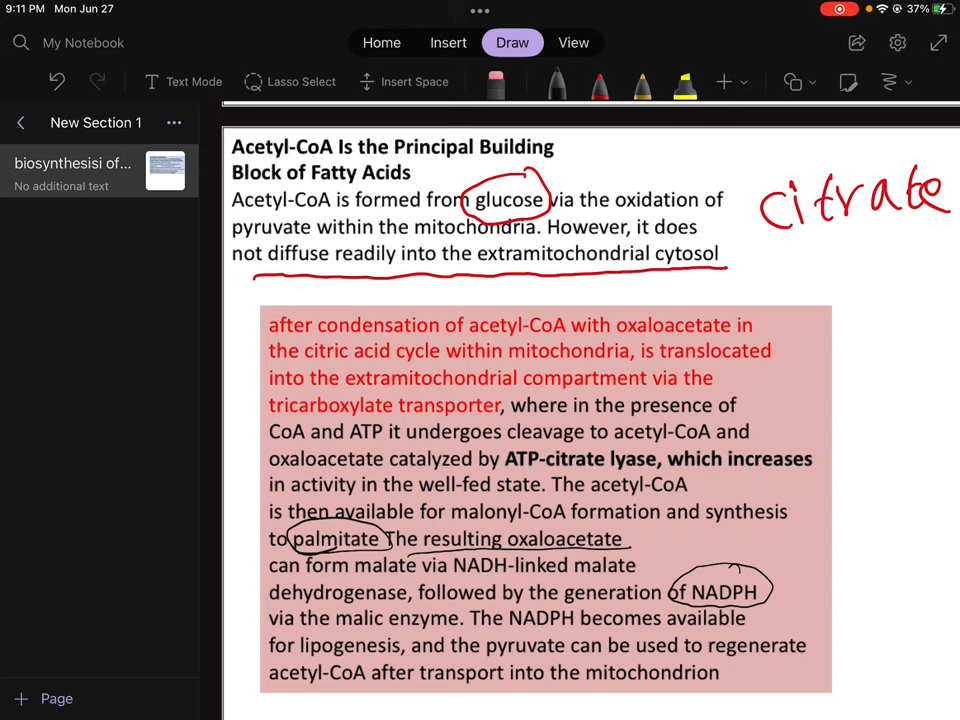 9:11 PM Mon Jun 27
37%
My Notebook
Home Insert Draw View
Text Mode Lasso Select Insert Space
New Section 1
biosynthesisi of...
No additional text
Page
Acetyl-CoA Is the Principal Building
Block of Fatty Acids
Acetyl-CoA is formed from glucose via the oxidation of
pyruvate within the mitochondria. However, it does
not diffuse readily into the extramitochondrial cytosol
citrate
after condensation of acetyl-CoA with oxaloacetate in
the citric acid cycle within mitochondria, is translocated
into the extramitochondrial compartment via the
tricarboxylate transporter, where in the presence of
CoA and ATP it undergoes cleavage to acetyl-CoA and
oxaloacetate catalyzed by ATP-citrate lyase, which increases
in activity in the well-fed state. The acetyl-CoA
is then available for malonyl-CoA formation and synthesis
to palmitate The resulting oxaloacetate
can form malate via NADH-linked malate
dehydrogenase, followed by the generation of NADPH
via the malic enzyme. The NADPH becomes available
for lipogenesis, and the pyruvate can be used to regenerate
acetyl-CoA after transport into the mitochondrion